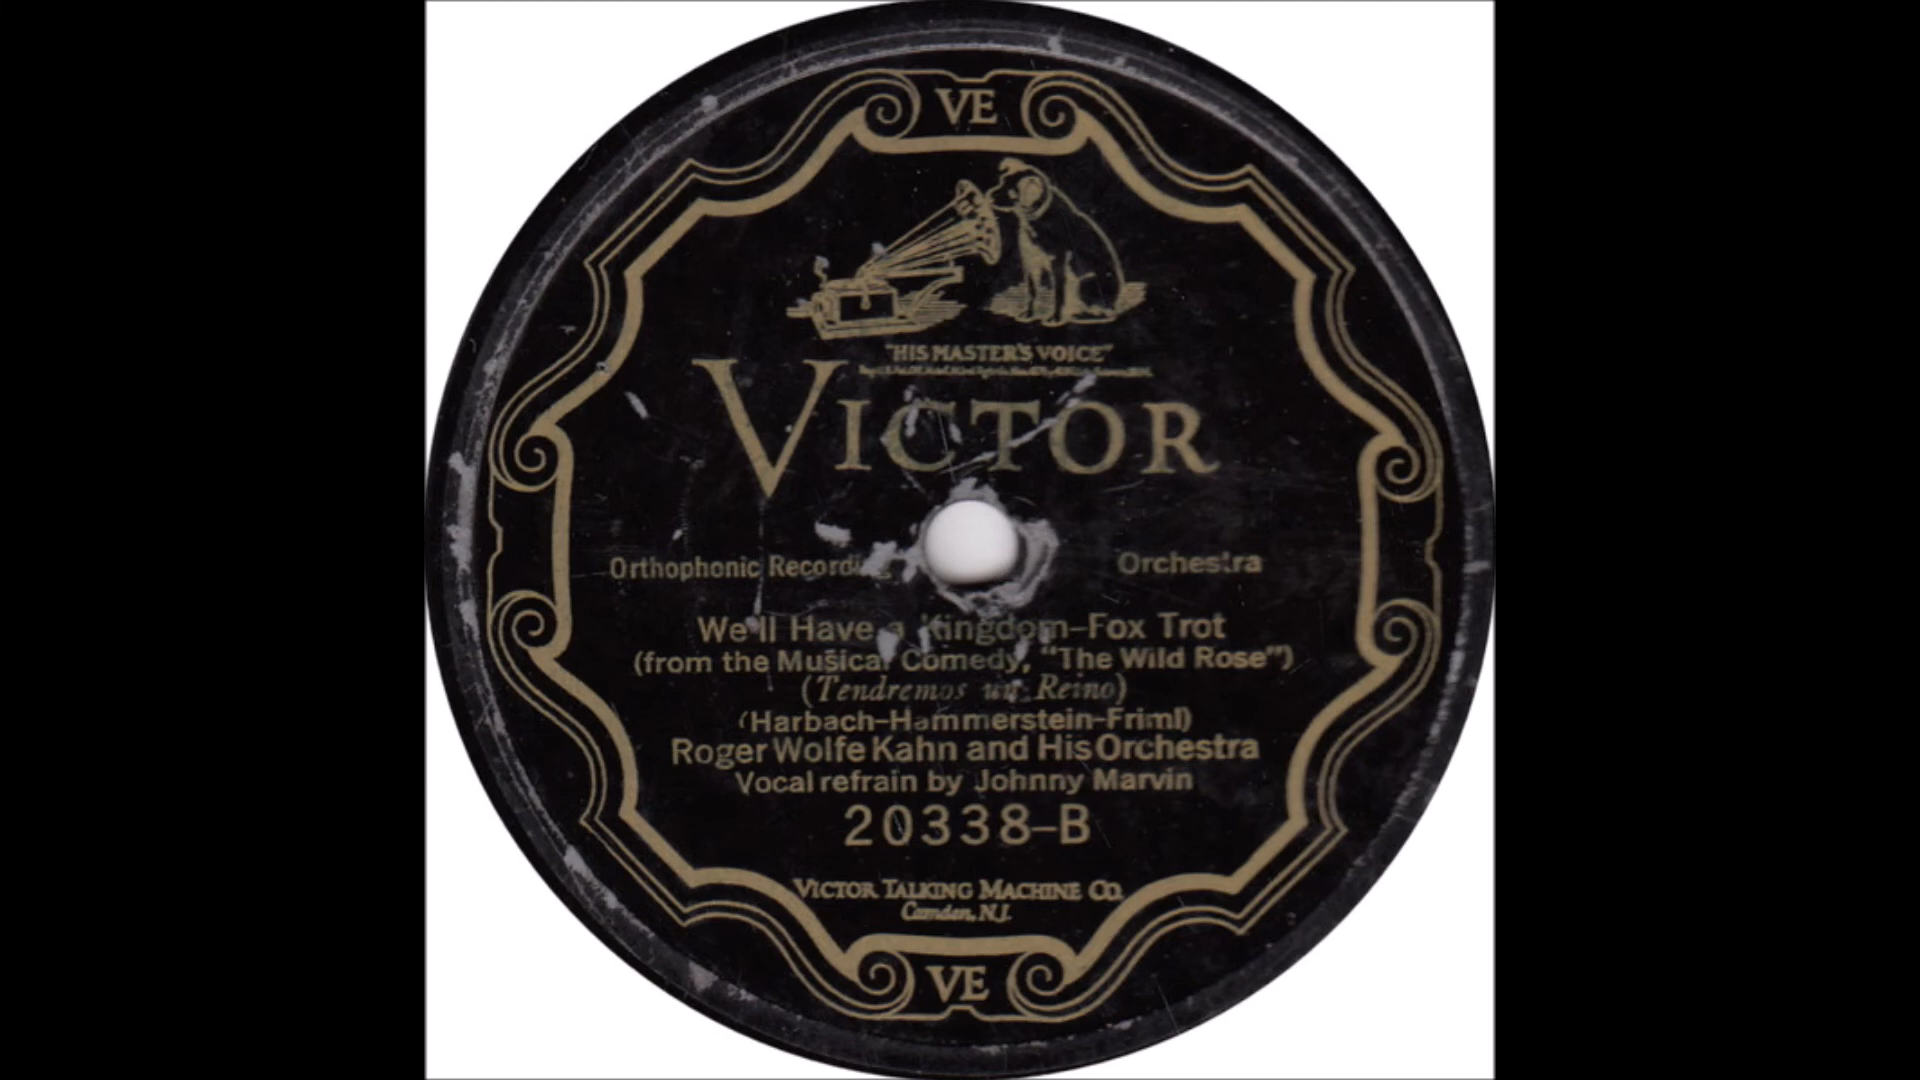 VE
"HIS MASTER'S VOICE"
VICTOR
Orthophonic Recording Orchestra
We'll Have a Kingdom–Fox Trot
(from the Musical Comedy, "The Wild Rose")
(Tendremos un Reino)
(Harbach–Hammerstein–Friml)
Roger Wolfe Kahn and His Orchestra
Vocal refrain by Johnny Marvin
20338–B
VICTOR TALKING MACHINE CO.
Camden, N.J.
VE